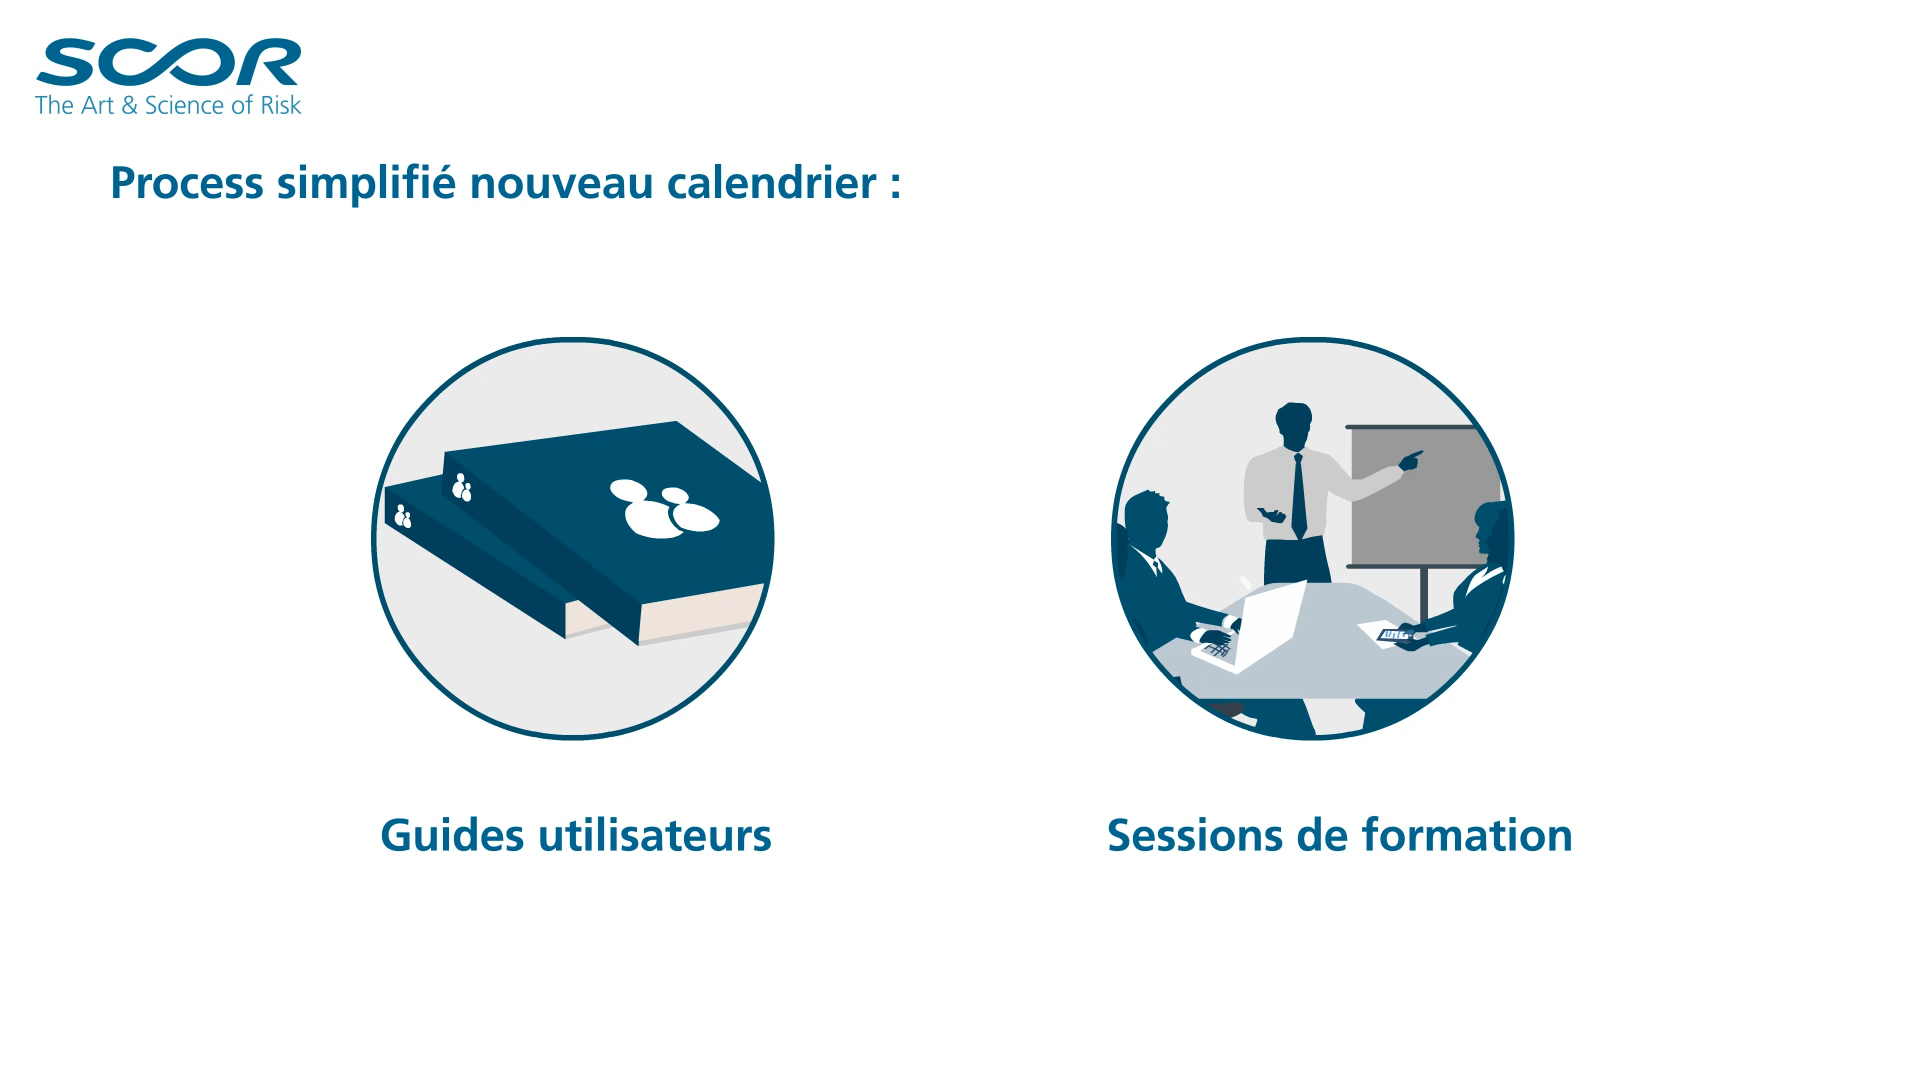 SCOR
The Art & Science of Risk
Process simplifié nouveau calendrier :
Guides utilisateurs
Sessions de formation